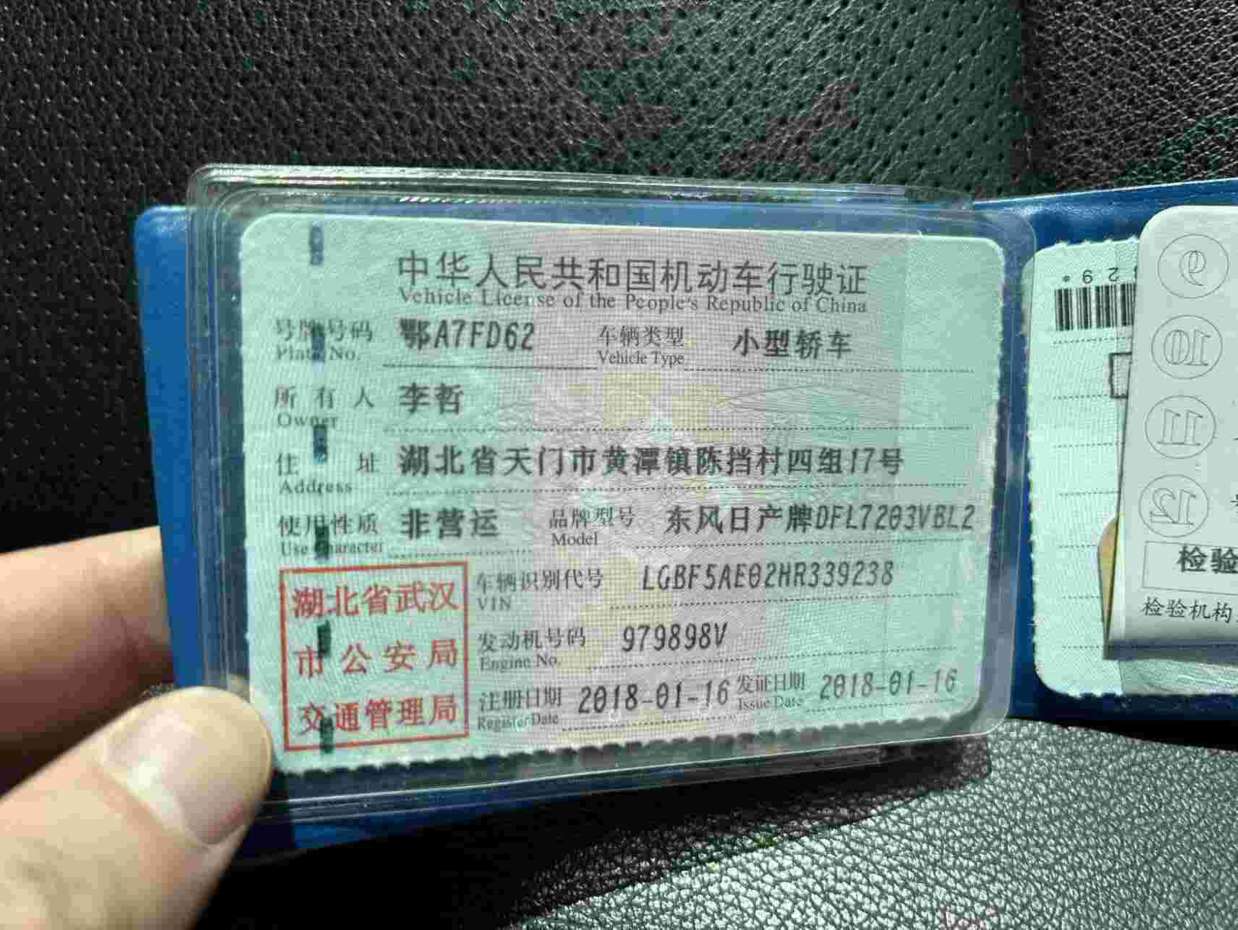 中华人民共和国机动车行驶证
Vehicle License of the People's Republic of China
号牌号码 鄂A7FD62 车辆类型 小型轿车
Plate No. Vehicle Type
所有人 李哲
Owner
住址 湖北省天门市黄潭镇陈挡村四组17号
Address
使用性质 非营运 品牌型号 东风日产牌DFL7203VBL2
Use Character Model
湖北省武汉
市公安局
交通管理局
车辆识别代号 LGBF5AE02HR339238
VIN
发动机号码 979898V
Engine No.
注册日期 2018-01-16 发证日期 2018-01-16
Register Date Issue Date
9
10
11
12
检验
检验机构